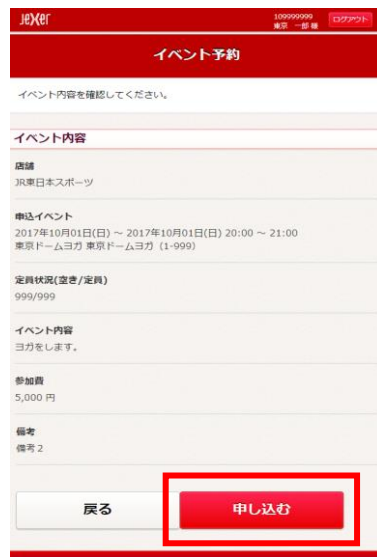 JEXER
109999999
東京 一郎 様
ログアウト
イベント予約
イベント内容を確認してください。
イベント内容
店舗
JR東日本スポーツ
申込イベント
2017年10月01日(日) ～ 2017年10月01日(日) 20:00 ～ 21:00
東京ドームヨガ 東京ドームヨガ（1-999）
定員状況(空き/定員)
999/999
イベント内容
ヨガをします。
参加費
5,000 円
備考
備考２
戻る
申し込む